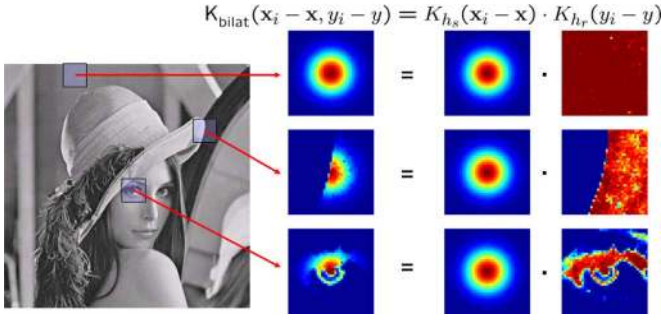 K_bilat(x_i − x, y_i − y) = K_{h_s}(x_i − x) · K_{h_r}(y_i − y)
= ·
= ·
= ·